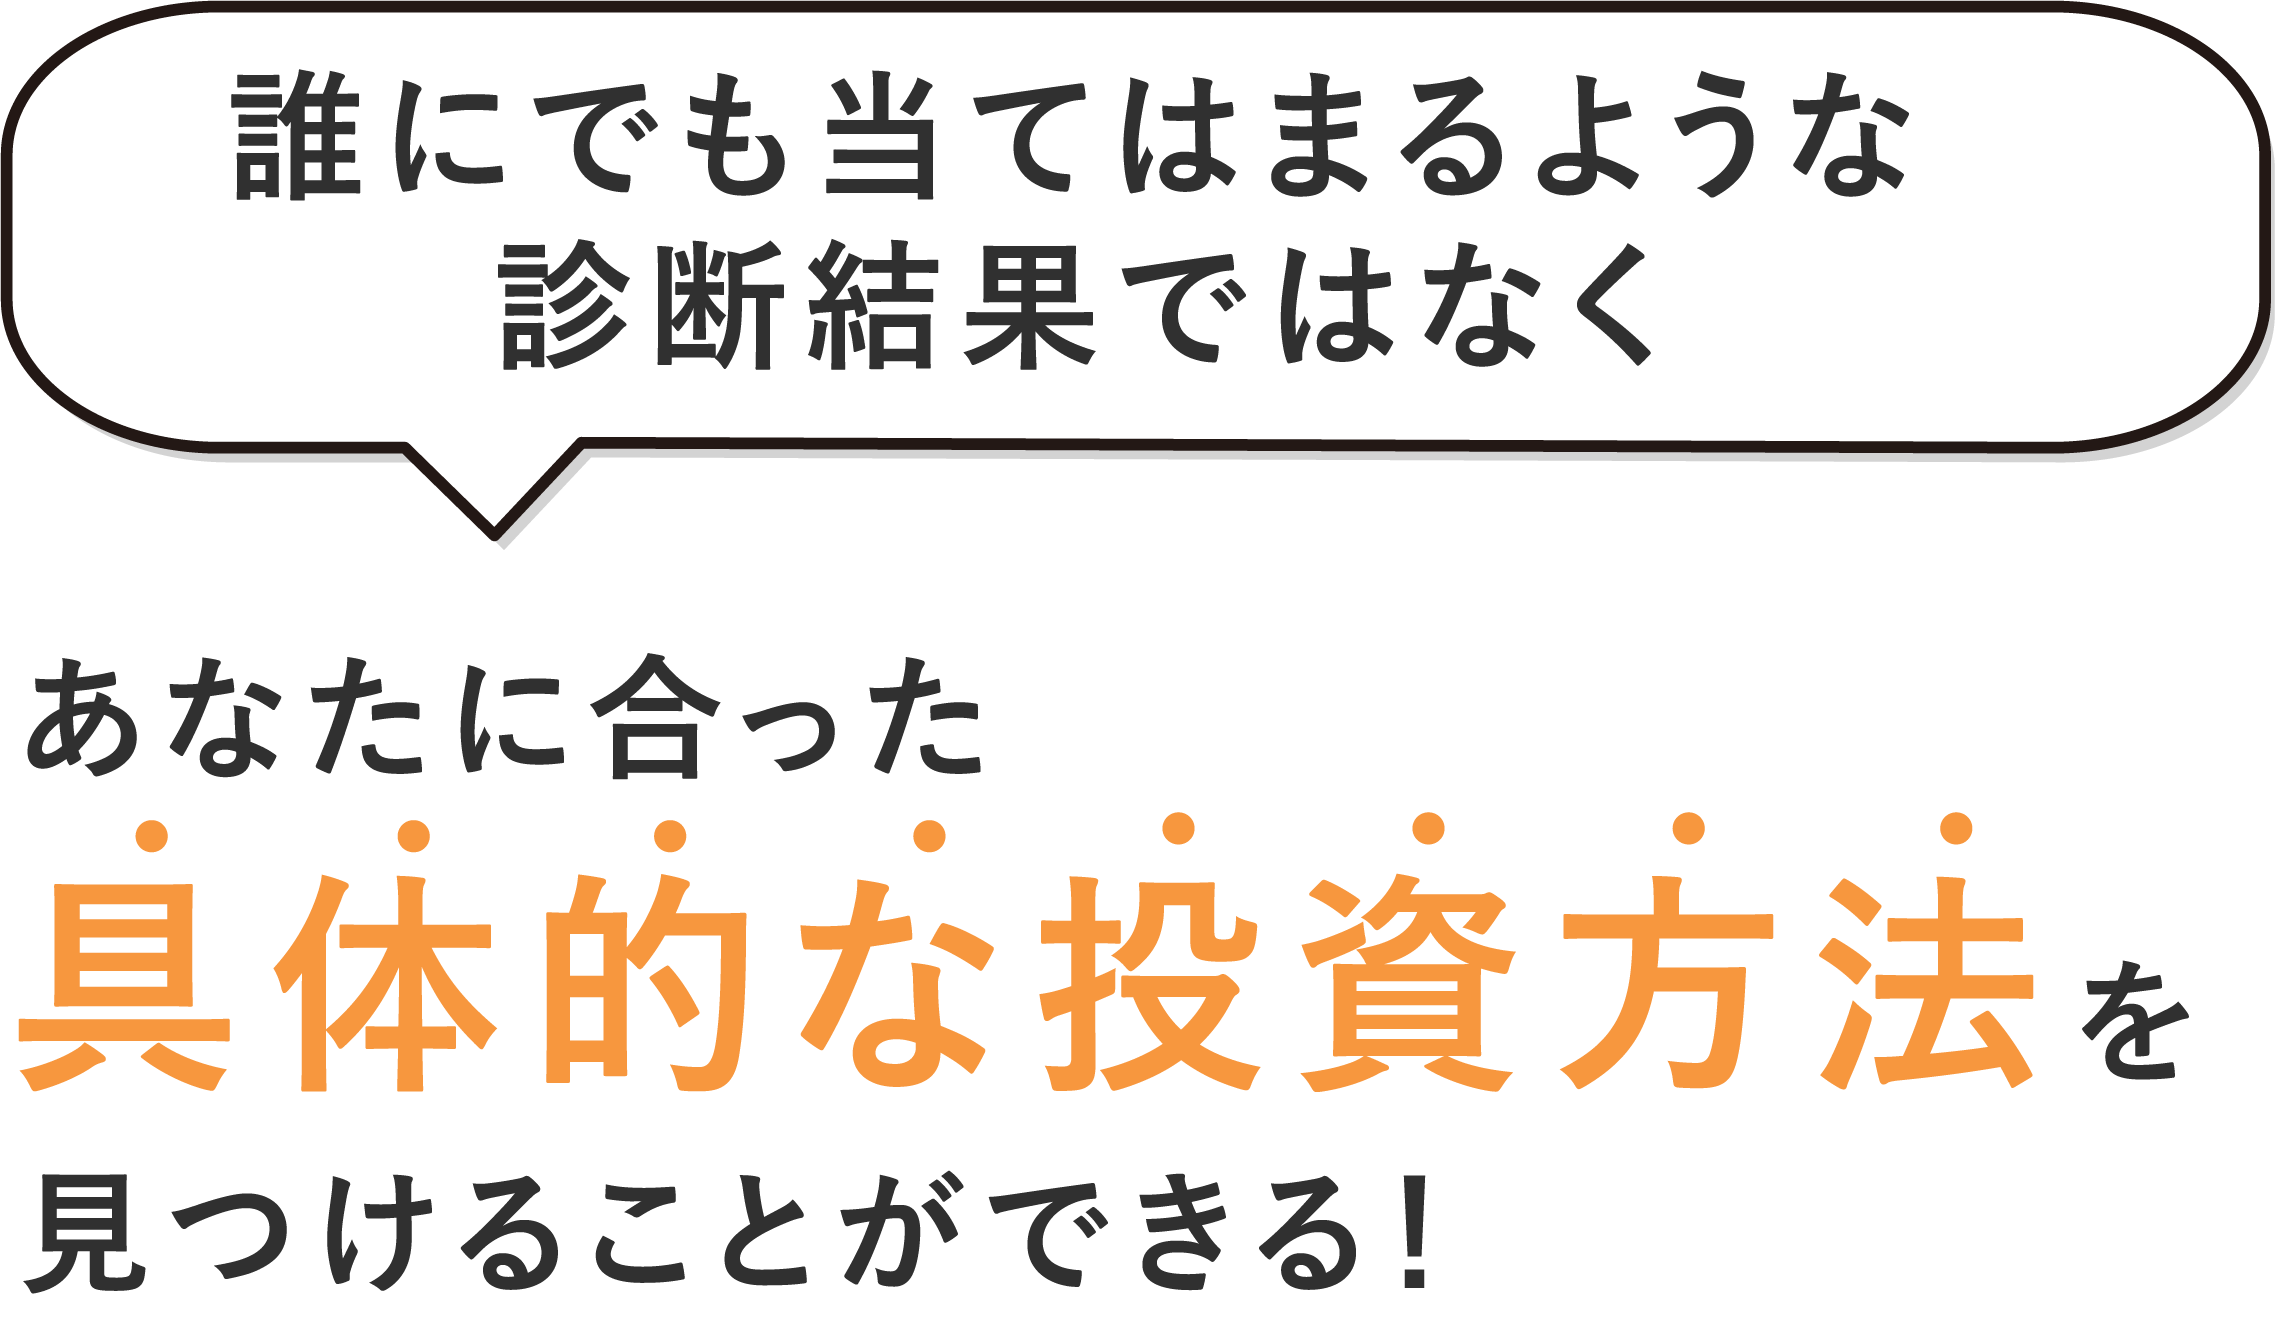 誰にでも当てはまるような
診断結果ではなく
あなたに合った
具体的な投資方法を
見つけることができる！